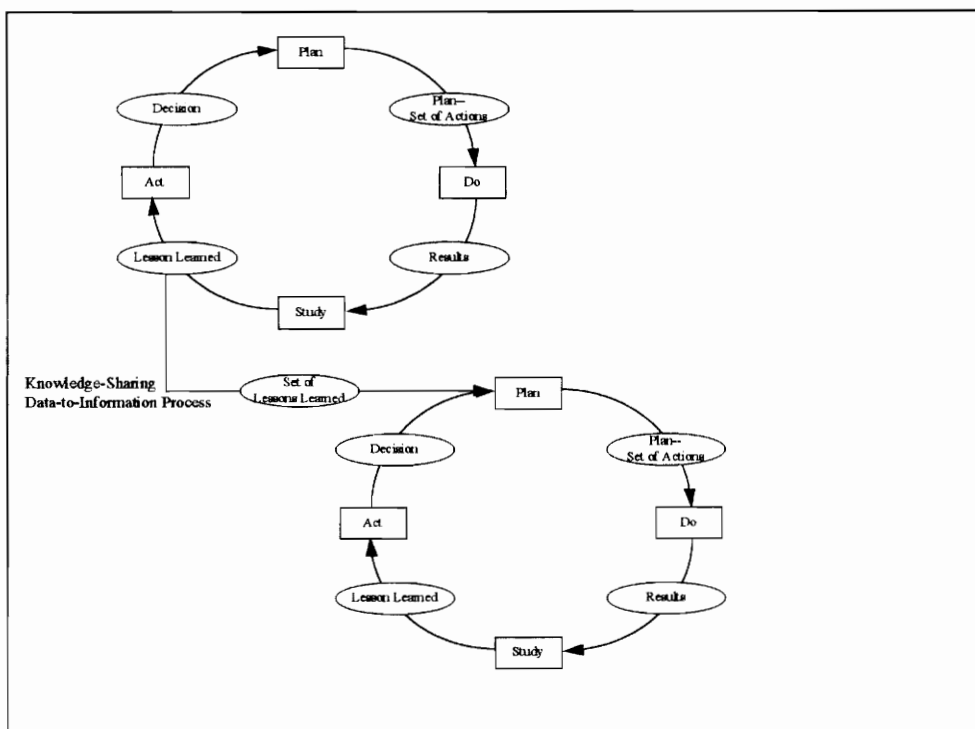 Plan
Decision
Plan--
Set of Actions
Act
Do
Lesson Learned
Results
Study
Knowledge-Sharing
Data-to-Information Process
Set of
Lessons Learned
Plan
Decision
Plan--
Set of Actions
Act
Do
Lesson Learned
Results
Study